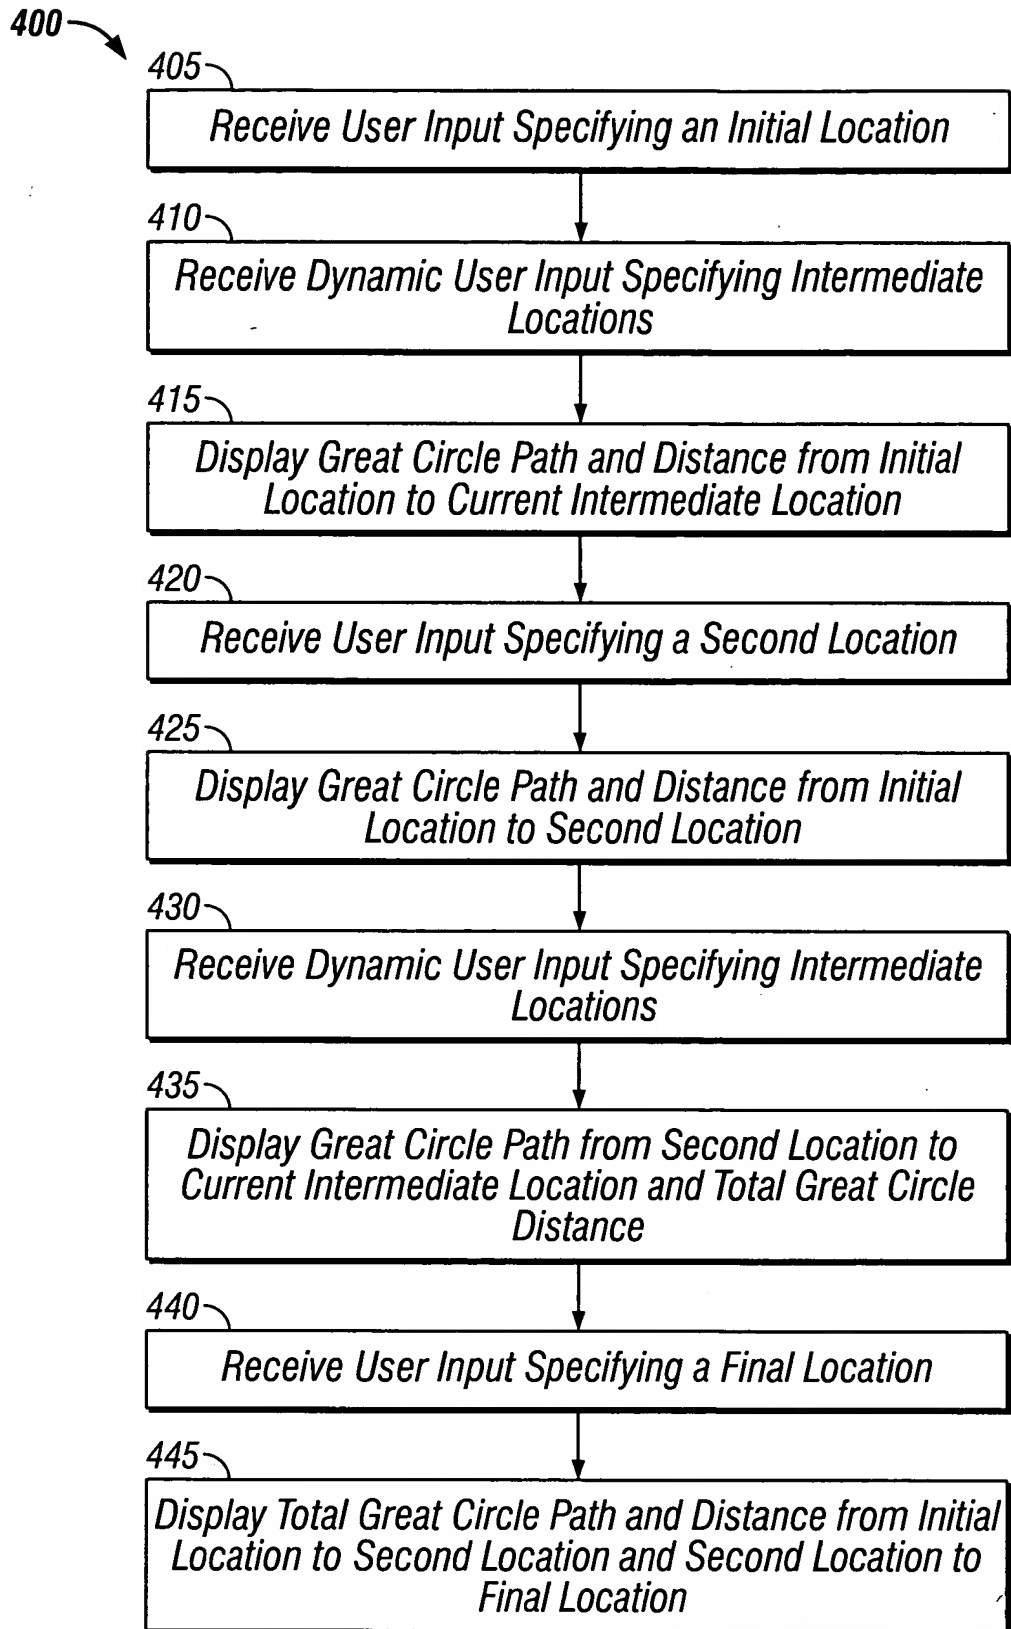 400
405
Receive User Input Specifying an Initial Location
410
Receive Dynamic User Input Specifying Intermediate
Locations
415
Display Great Circle Path and Distance from Initial
Location to Current Intermediate Location
420
Receive User Input Specifying a Second Location
425
Display Great Circle Path and Distance from Initial
Location to Second Location
430
Receive Dynamic User Input Specifying Intermediate
Locations
435
Display Great Circle Path from Second Location to
Current Intermediate Location and Total Great Circle
Distance
440
Receive User Input Specifying a Final Location
445
Display Total Great Circle Path and Distance from Initial
Location to Second Location and Second Location to
Final Location